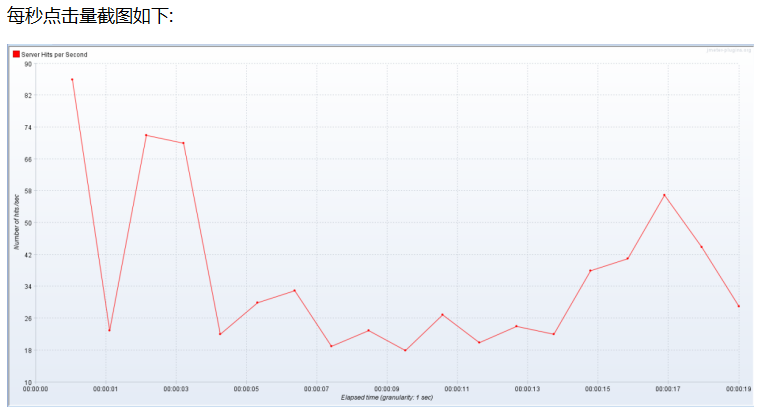 每秒点击量截图如下:
Server Hits per Second
90
82
74
66
58
50
42
34
26
18
10
Number of hits /sec
00:00:00 00:00:01 00:00:03 00:00:05 00:00:07 00:00:09 00:00:11 00:00:13 00:00:15 00:00:17 00:00:19
Elapsed time (granularity: 1 sec)